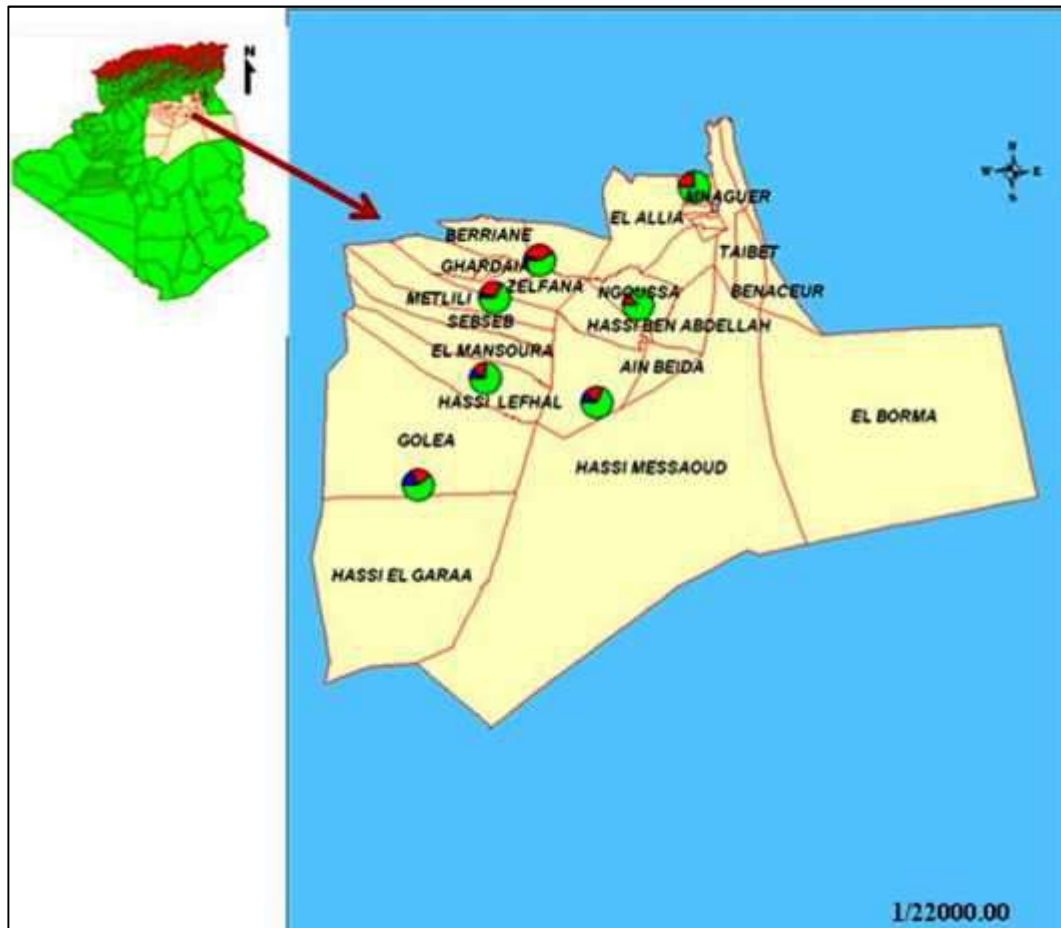 N
N
W E
S
AIHAGUER
EL ALLIA
BERRIANE
TAIBET
GHARDAIA
ZELFANA
NGOUSSA
BENACEUR
METLILI
SEBSEB
HASSI BEN ABDELLAH
EL MANSOURA
AIN BEIDA
HASSI LEFHAL
EL BORMA
GOLEA
HASSI MESSAOUD
HASSI EL GARAA
1/22000.00